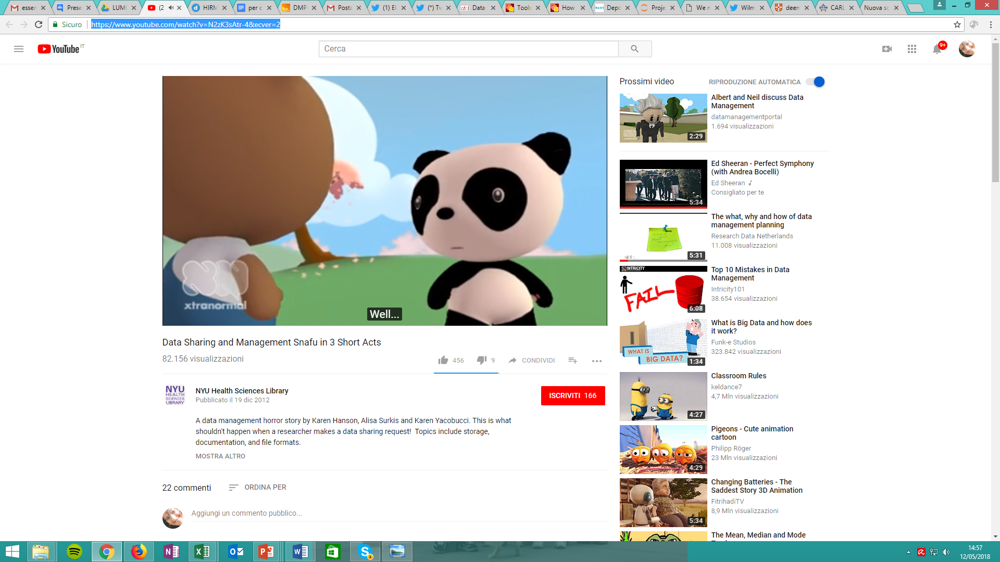 esser
Prese
LUMO
(2
HIRM
per c
DMP
Posta
(1) El
(*) Tw
Data
Tools
How
Depo
Proje
We n
Wilm
deem
CARL
Nuova sc
Sicuro
https://www.youtube.com/watch?v=N2zK3sAtr-4&ecver=2
YouTube IT
Cerca
9+
xtranormal
Well...
Data Sharing and Management Snafu in 3 Short Acts
82.156 visualizzazioni
456 9 CONDIVIDI
NYU
HEALTH
SCIENCES
LIBRARY
NYU Health Sciences Library
Pubblicato il 19 dic 2012
ISCRIVITI 166
A data management horror story by Karen Hanson, Alisa Surkis and Karen Yacobucci. This is what
shouldn't happen when a researcher makes a data sharing request! Topics include storage,
documentation, and file formats.
MOSTRA ALTRO
22 commenti
ORDINA PER
Aggiungi un commento pubblico...
Prossimi video
RIPRODUZIONE AUTOMATICA
Albert and Neil discuss Data
Management
datamanagementportal
1.694 visualizzazioni
2:29
Ed Sheeran - Perfect Symphony
(with Andrea Bocelli)
Ed Sheeran
Consigliato per te
5:34
The what, why and how of data
management planning
Research Data Netherlands
11.008 visualizzazioni
5:31
Top 10 Mistakes in Data
Management
Intricity101
38.654 visualizzazioni
INTRICITY
FAIL
6:08
What is Big Data and how does
it work?
Funk-e Studios
323.842 visualizzazioni
WHAT IS
BIG DATA?
1:34
Classroom Rules
keldance7
4,7 Mln visualizzazioni
4:27
Pigeons - Cute animation
cartoon
Philipp Röger
23 Mln visualizzazioni
4:29
Changing Batteries - The
Saddest Story 3D Animation
FitrihadiTV
8,9 Mln visualizzazioni
5:34
The Mean, Median and Mode
14:57
12/05/2018